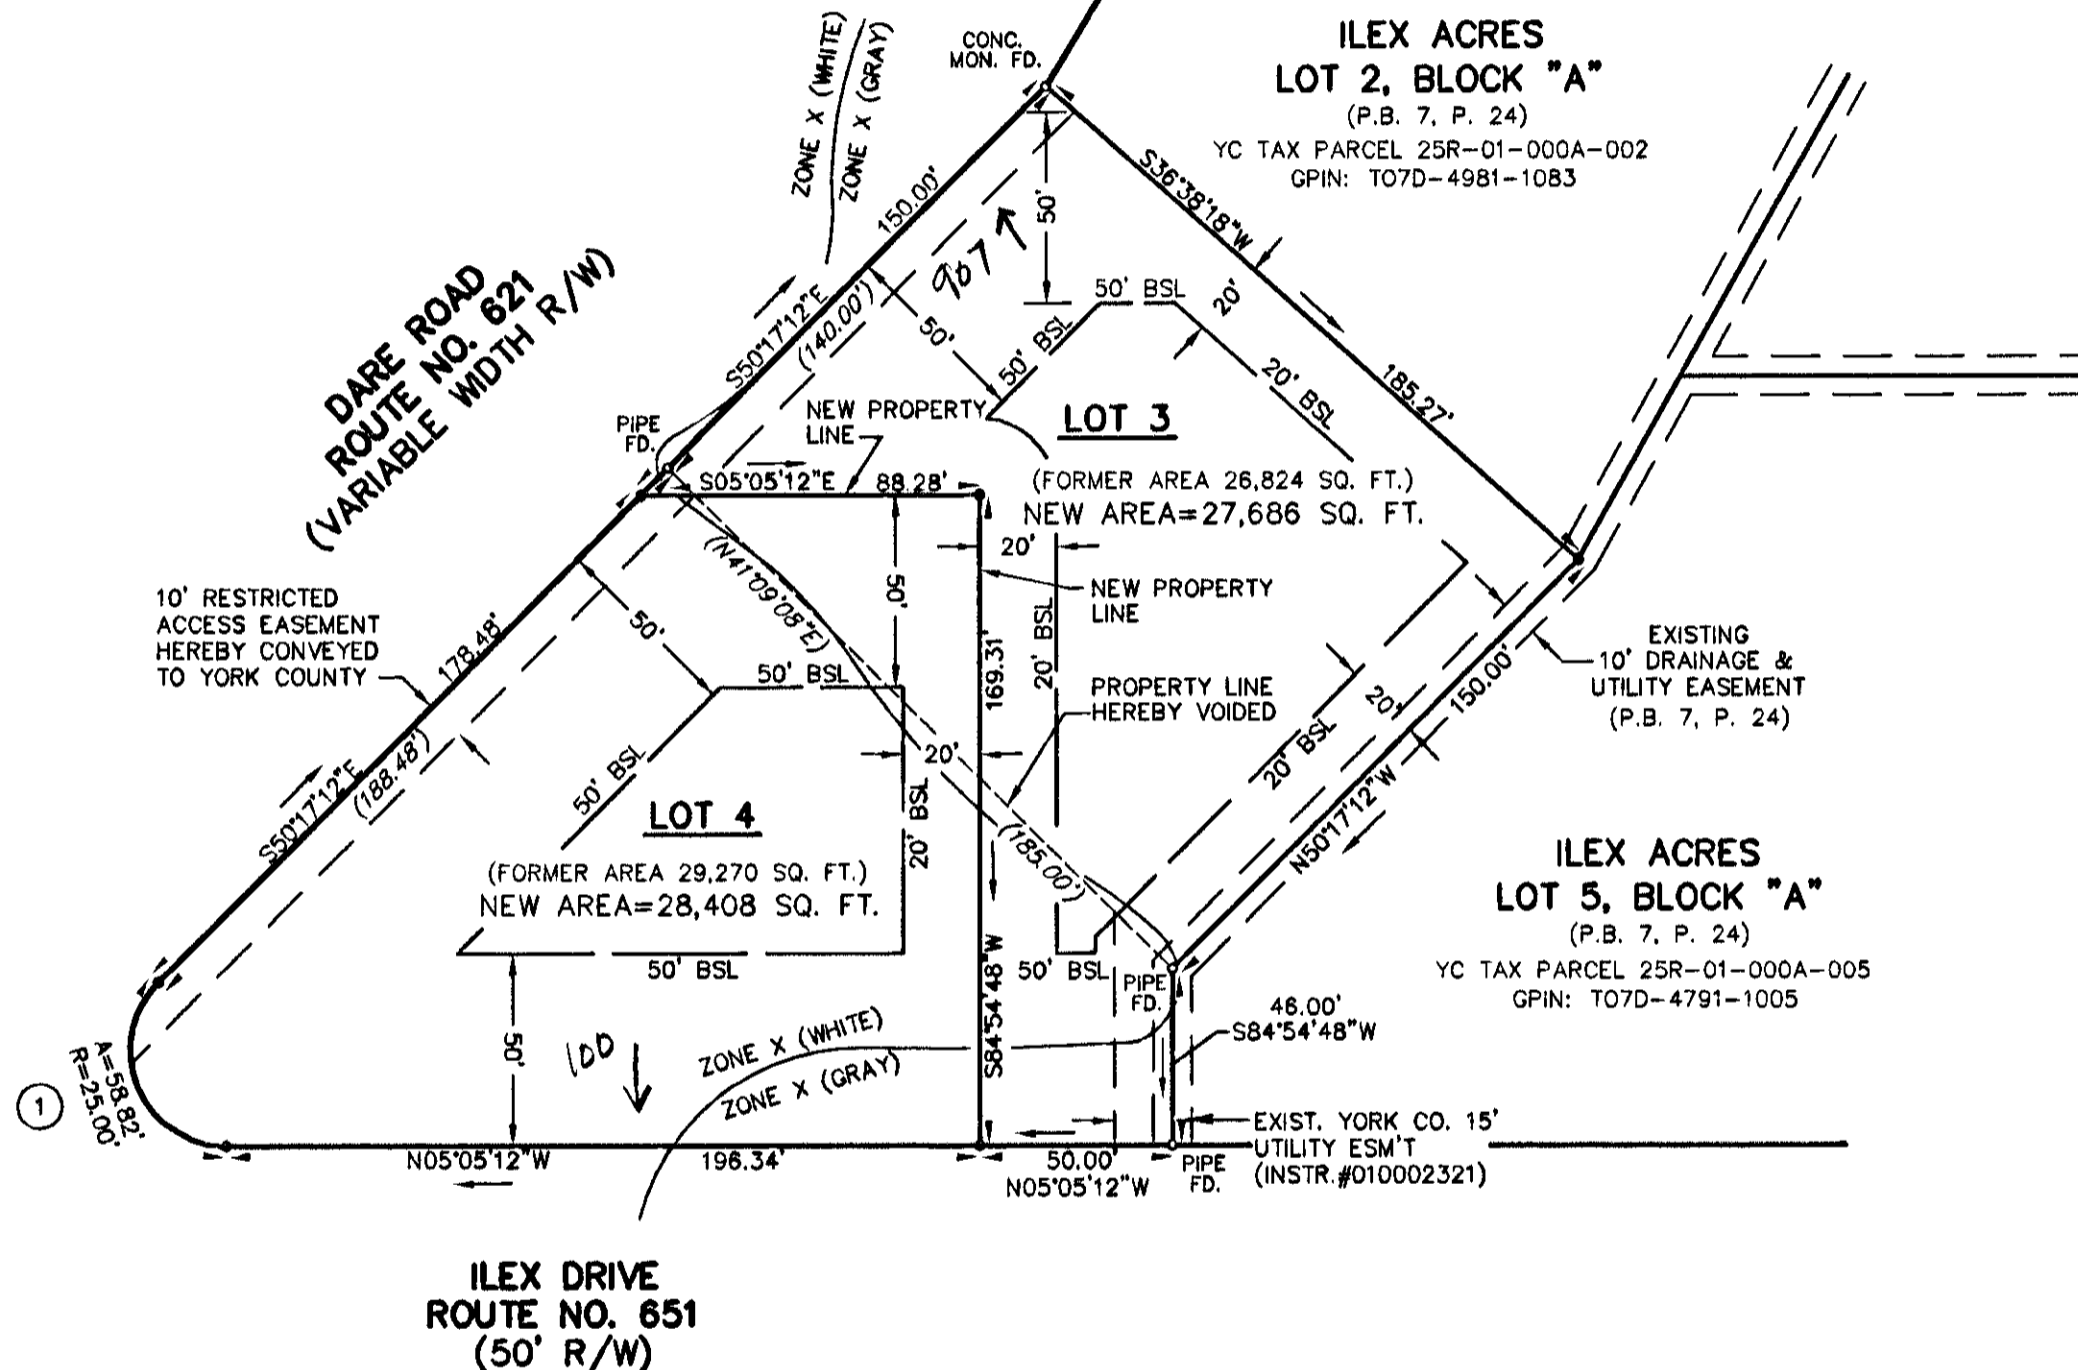 ZONE X (WHITE)
ZONE X (GRAY)
CONC.
MON. FD.
ILEX ACRES
LOT 2, BLOCK "A"
(P.B. 7, P. 24)
YC TAX PARCEL 25R-01-000A-002
GPIN: TO7D-4981-1083
DARE ROAD
ROUTE NO. 621
(VARIABLE WIDTH R/W)
150.00'
S50°17'12"E
(140.00')
907
50'
S36°38'18"W
185.27'
20'
50' BSL
50' BSL
50'
20' BSL
PIPE
FD.
NEW PROPERTY
LINE
LOT 3
(FORMER AREA 26,824 SQ. FT.)
NEW AREA=27,686 SQ. FT.
S05°05'12"E
88.28'
(N41°09'08"E)
20'
50'
NEW PROPERTY
LINE
20' BSL
169.31'
S84°54'48"W
PROPERTY LINE
HEREBY VOIDED
(185.00')
10' RESTRICTED
ACCESS EASEMENT
HEREBY CONVEYED
TO YORK COUNTY
178.48'
S50°17'12"E
(188.48')
50'
50' BSL
50' BSL
20'
20' BSL
LOT 4
(FORMER AREA 29,270 SQ. FT.)
NEW AREA=28,408 SQ. FT.
50' BSL
50'
20' BSL
20'
150.00'
N50°17'12"W
EXISTING
10' DRAINAGE &
UTILITY EASEMENT
(P.B. 7, P. 24)
ILEX ACRES
LOT 5, BLOCK "A"
(P.B. 7, P. 24)
YC TAX PARCEL 25R-01-000A-005
GPIN: TO7D-4791-1005
50' BSL
PIPE
FD.
46.00'
S84°54'48"W
100
ZONE X (WHITE)
ZONE X (GRAY)
1
A=58.82'
R=25.00'
N05°05'12"W
196.34'
50.00'
N05°05'12"W
PIPE
FD.
EXIST. YORK CO. 15'
UTILITY ESM'T
(INSTR.#010002321)
ILEX DRIVE
ROUTE NO. 651
(50' R/W)